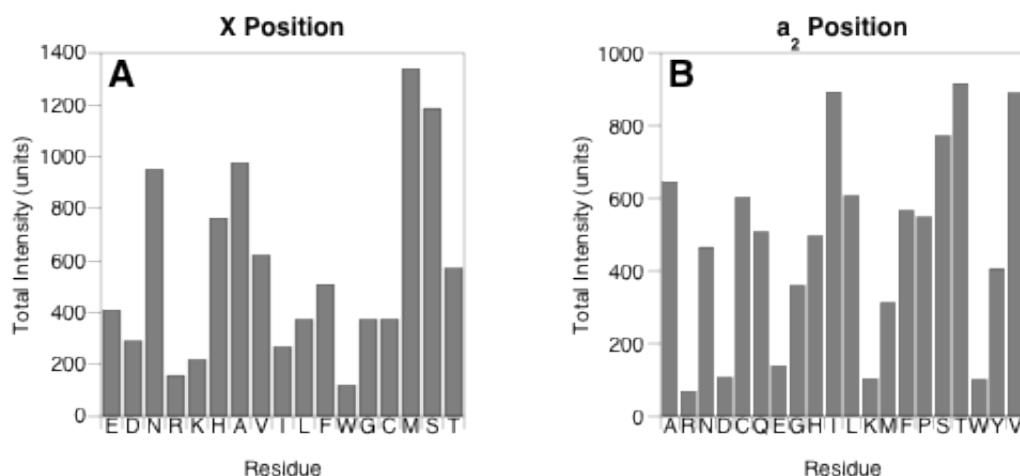 X Position
A
Total Intensity (units)
1400
1200
1000
800
600
400
200
0
E D N R K H A V I L F W G C M S T
Residue
a₂ Position
B
Total Intensity (units)
1000
800
600
400
200
0
A R N D C Q E G H I L K M F P S T W Y V
Residue